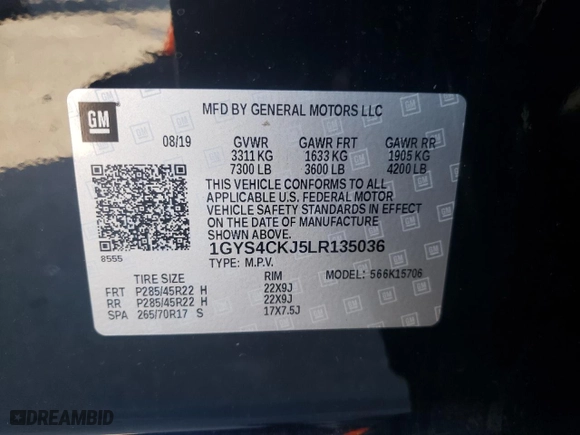 GM
MFD BY GENERAL MOTORS LLC
08/19 GVWR GAWR FRT GAWR RR
3311 KG 1633 KG 1905 KG
7300 LB 3600 LB 4200 LB
THIS VEHICLE CONFORMS TO ALL
APPLICABLE U.S. FEDERAL MOTOR
VEHICLE SAFETY STANDARDS IN EFFECT
ON THE DATE OF MANUFACTURE
SHOWN ABOVE.
1GYS4CKJ5LR135036
8555
TYPE: M.P.V. MODEL: 566K15706
TIRE SIZE RIM
FRT P285/45R22 H 22X9J
RR P285/45R22 H 22X9J
SPA 265/70R17 S 17X7.5J
DREAMBID